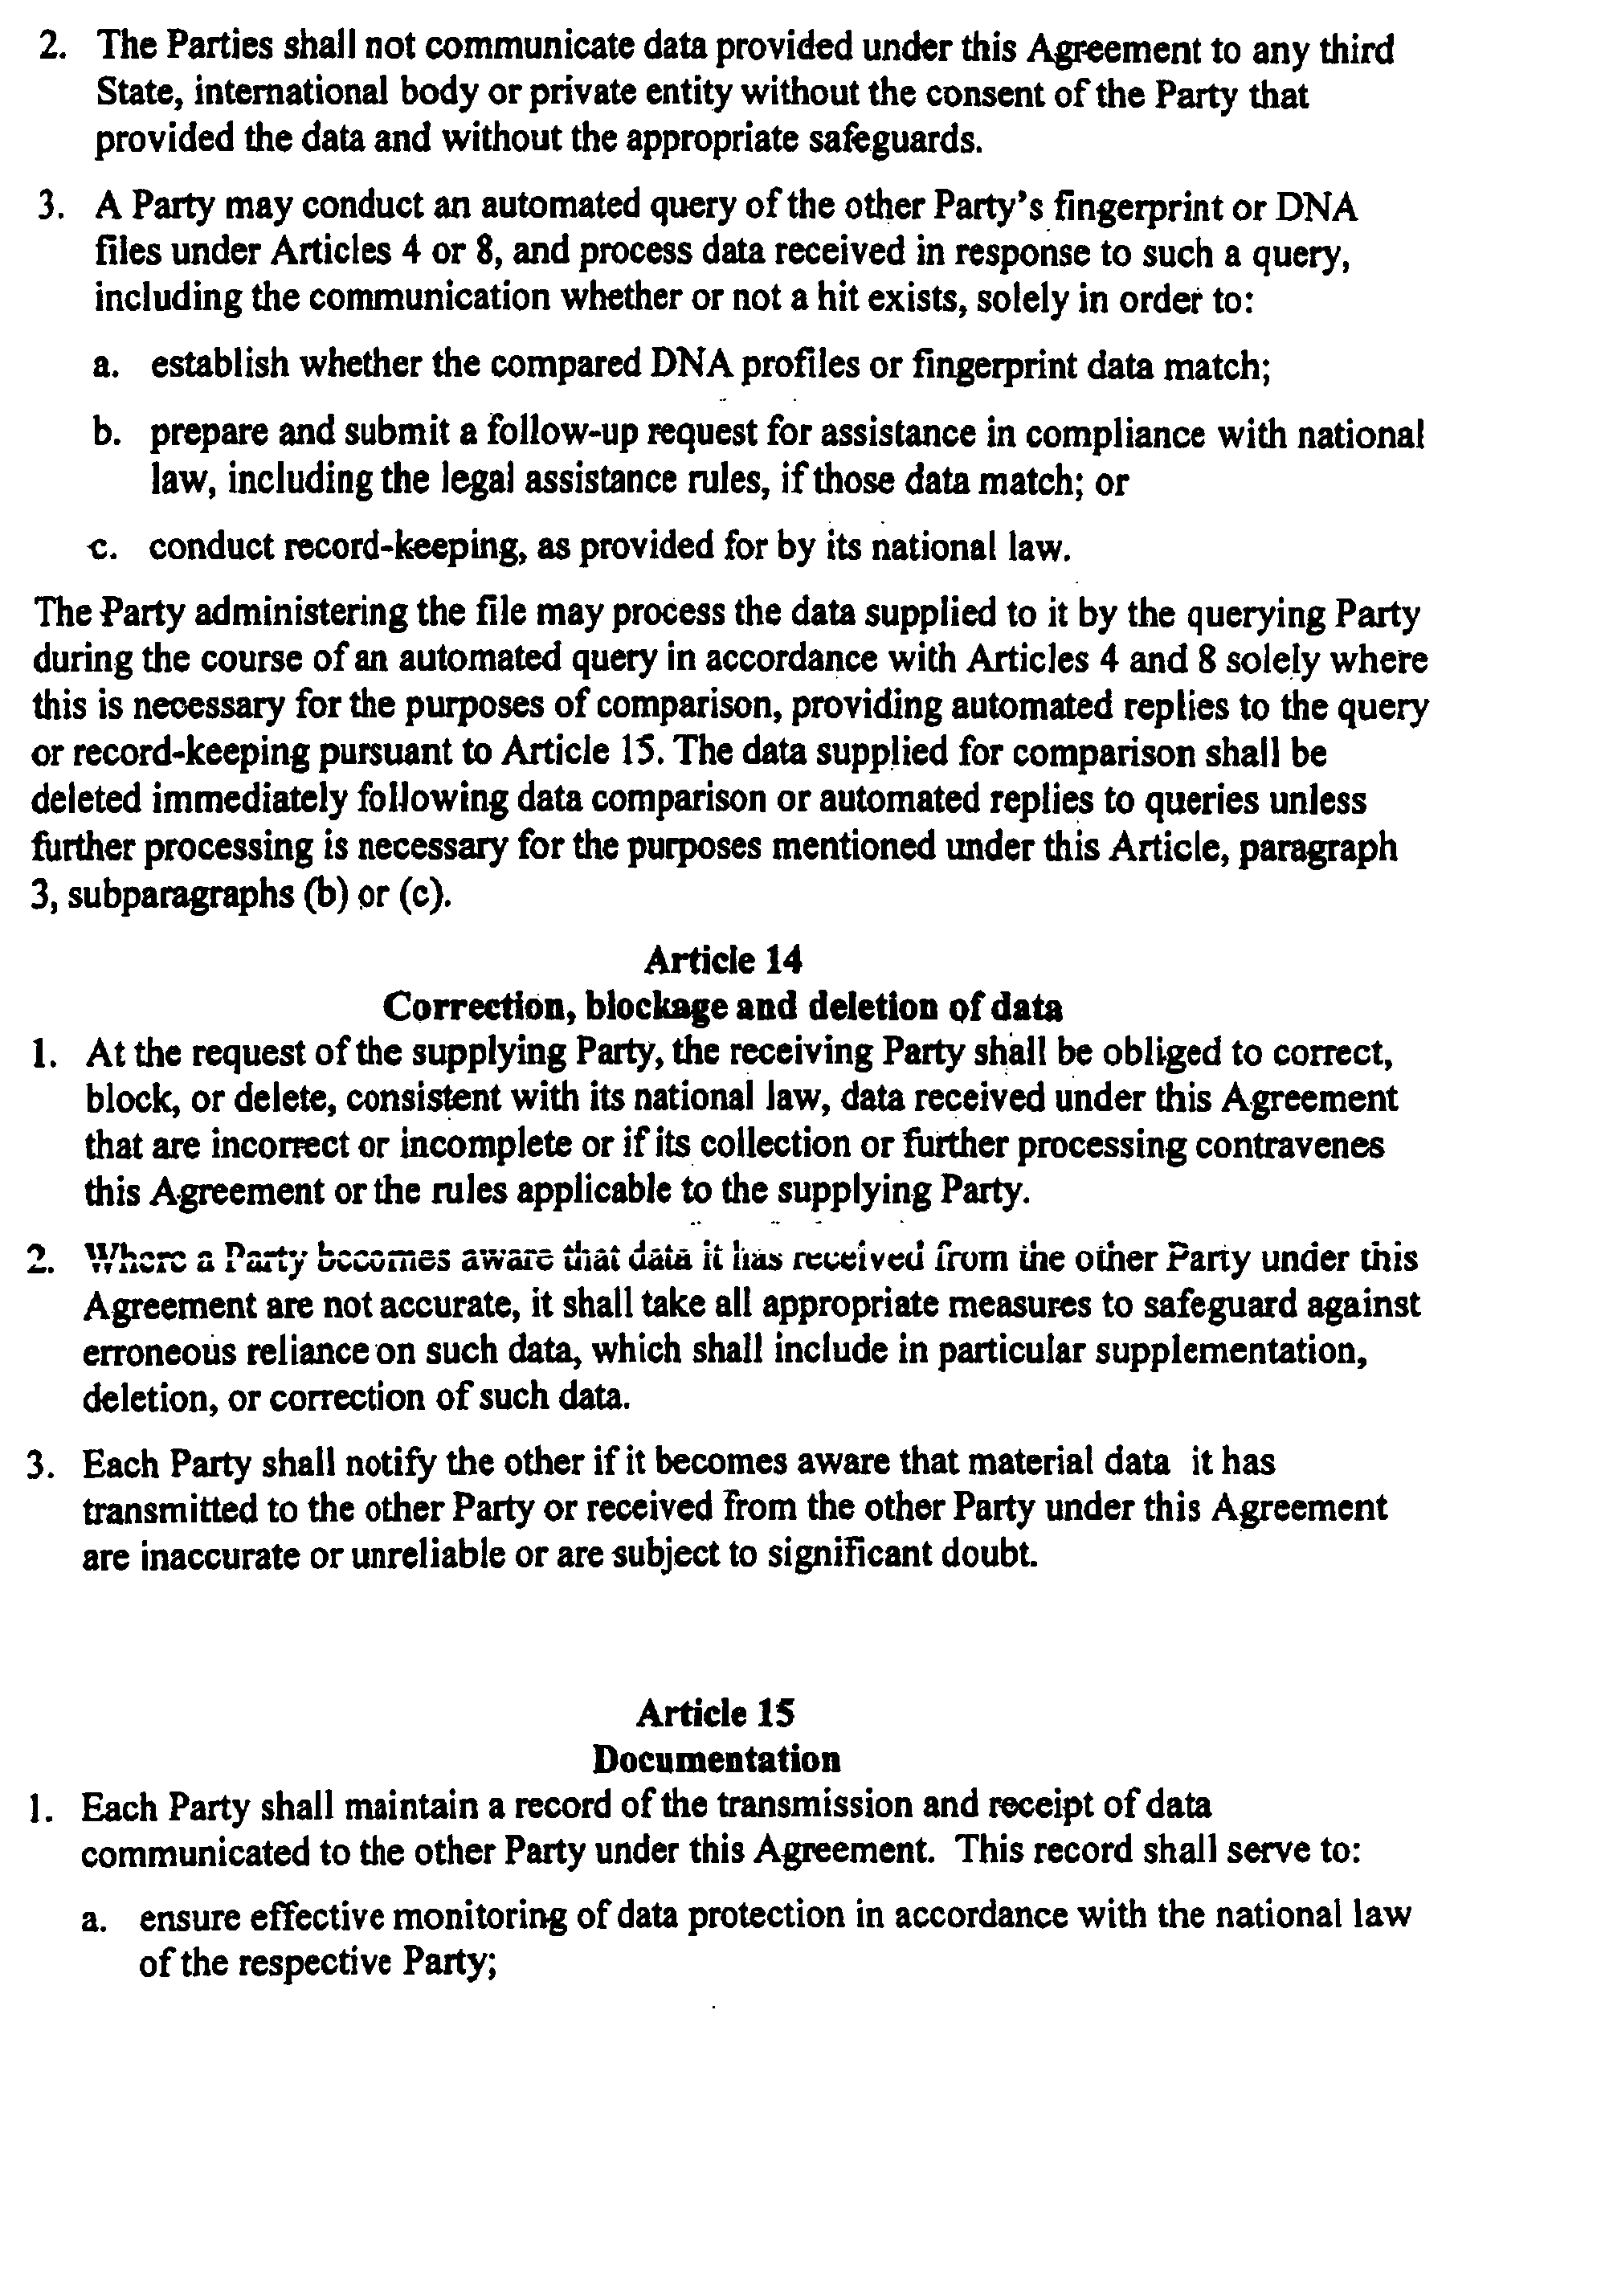 2. The Parties shall not communicate data provided under this Agreement to any third
State, international body or private entity without the consent of the Party that
provided the data and without the appropriate safeguards.
3. A Party may conduct an automated query of the other Party's fingerprint or DNA
files under Articles 4 or 8, and process data received in response to such a query,
including the communication whether or not a hit exists, solely in order to:
a. establish whether the compared DNA profiles or fingerprint data match;
b. prepare and submit a follow-up request for assistance in compliance with national
law, including the legal assistance rules, if those data match; or
c. conduct record-keeping, as provided for by its national law.
The Party administering the file may process the data supplied to it by the querying Party
during the course of an automated query in accordance with Articles 4 and 8 solely where
this is necessary for the purposes of comparison, providing automated replies to the query
or record-keeping pursuant to Article 15. The data supplied for comparison shall be
deleted immediately following data comparison or automated replies to queries unless
further processing is necessary for the purposes mentioned under this Article, paragraph
3, subparagraphs (b) or (c).
Article 14
Correction, blockage and deletion of data
1. At the request of the supplying Party, the receiving Party shall be obliged to correct,
block, or delete, consistent with its national law, data received under this Agreement
that are incorrect or incomplete or if its collection or further processing contravenes
this Agreement or the rules applicable to the supplying Party.
2. Where a Party becomes aware that data it has received from the other Party under this
Agreement are not accurate, it shall take all appropriate measures to safeguard against
erroneous reliance on such data, which shall include in particular supplementation,
deletion, or correction of such data.
3. Each Party shall notify the other if it becomes aware that material data it has
transmitted to the other Party or received from the other Party under this Agreement
are inaccurate or unreliable or are subject to significant doubt.
Article 15
Documentation
1. Each Party shall maintain a record of the transmission and receipt of data
communicated to the other Party under this Agreement. This record shall serve to:
a. ensure effective monitoring of data protection in accordance with the national law
of the respective Party;